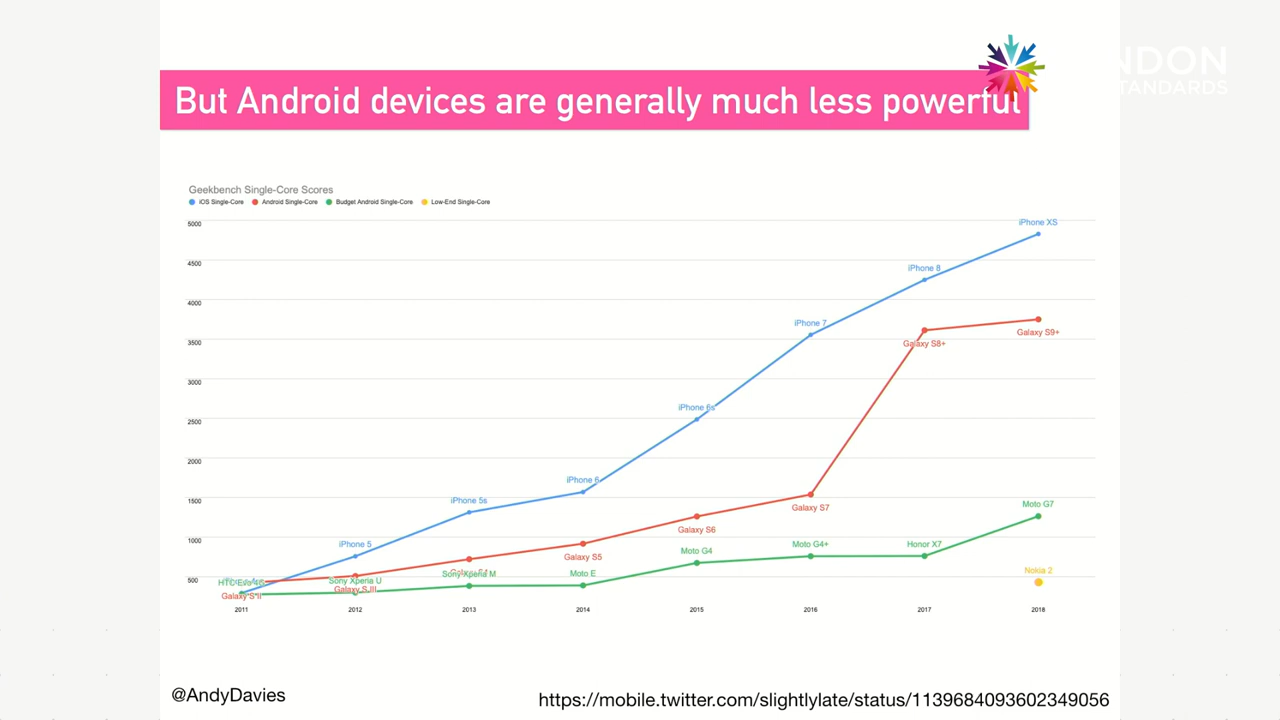 NDON
TANDARDS
But Android devices are generally much less powerful
Geekbench Single-Core Scores
iOS Single-Core
Android Single-Core
Budget Android Single-Core
Low-End Single-Core
5000
4500
4000
3500
3000
2500
2000
1500
1000
500
iPhone XS
iPhone 8
iPhone 7
iPhone 6s
iPhone 6
iPhone 5s
iPhone 5
Galaxy S9+
Galaxy S8+
Galaxy S7
Galaxy S6
Galaxy S5
Galaxy S III
Galaxy S II
Moto G7
Honor X7
Moto G4+
Moto G4
Moto E
Sony Xperia M
Sony Xperia U
Nokia 2
2011
2012
2013
2014
2015
2016
2017
2018
@AndyDavies
https://mobile.twitter.com/slightlylate/status/1139684093602349056